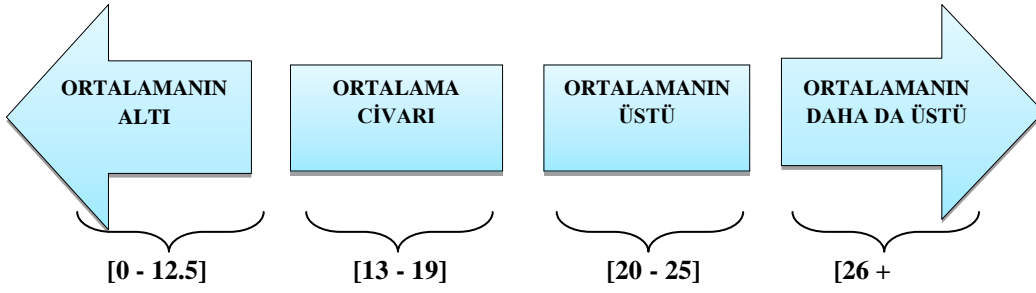 ORTALAMANIN
ALTI
ORTALAMA
CİVARI
ORTALAMANIN
ÜSTÜ
ORTALAMANIN
DAHA DA ÜSTÜ
[0 - 12.5]
[13 - 19]
[20 - 25]
[26 +